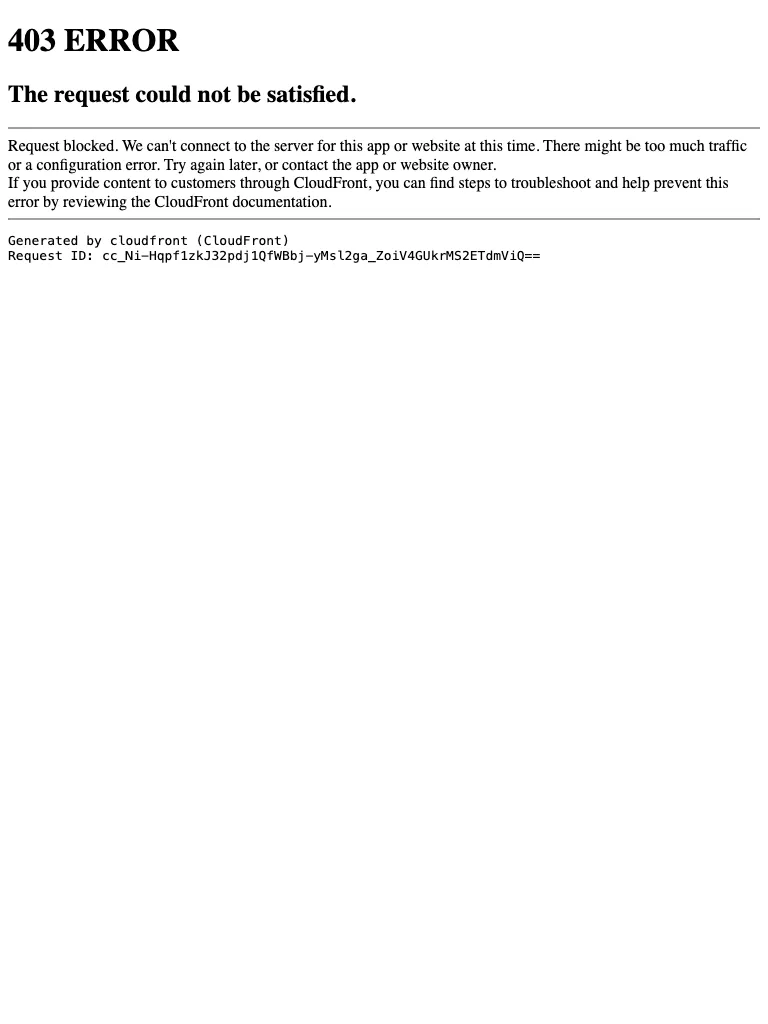 403 ERROR
The request could not be satisfied.
Request blocked. We can't connect to the server for this app or website at this time. There might be too much traffic
or a configuration error. Try again later, or contact the app or website owner.
If you provide content to customers through CloudFront, you can find steps to troubleshoot and help prevent this
error by reviewing the CloudFront documentation.
Generated by cloudfront (CloudFront)
Request ID: cc_Ni-Hqpf1zkJ32pdj1QfWBbj-yMsl2ga_ZoiV4GUkrMS2ETdmViQ==